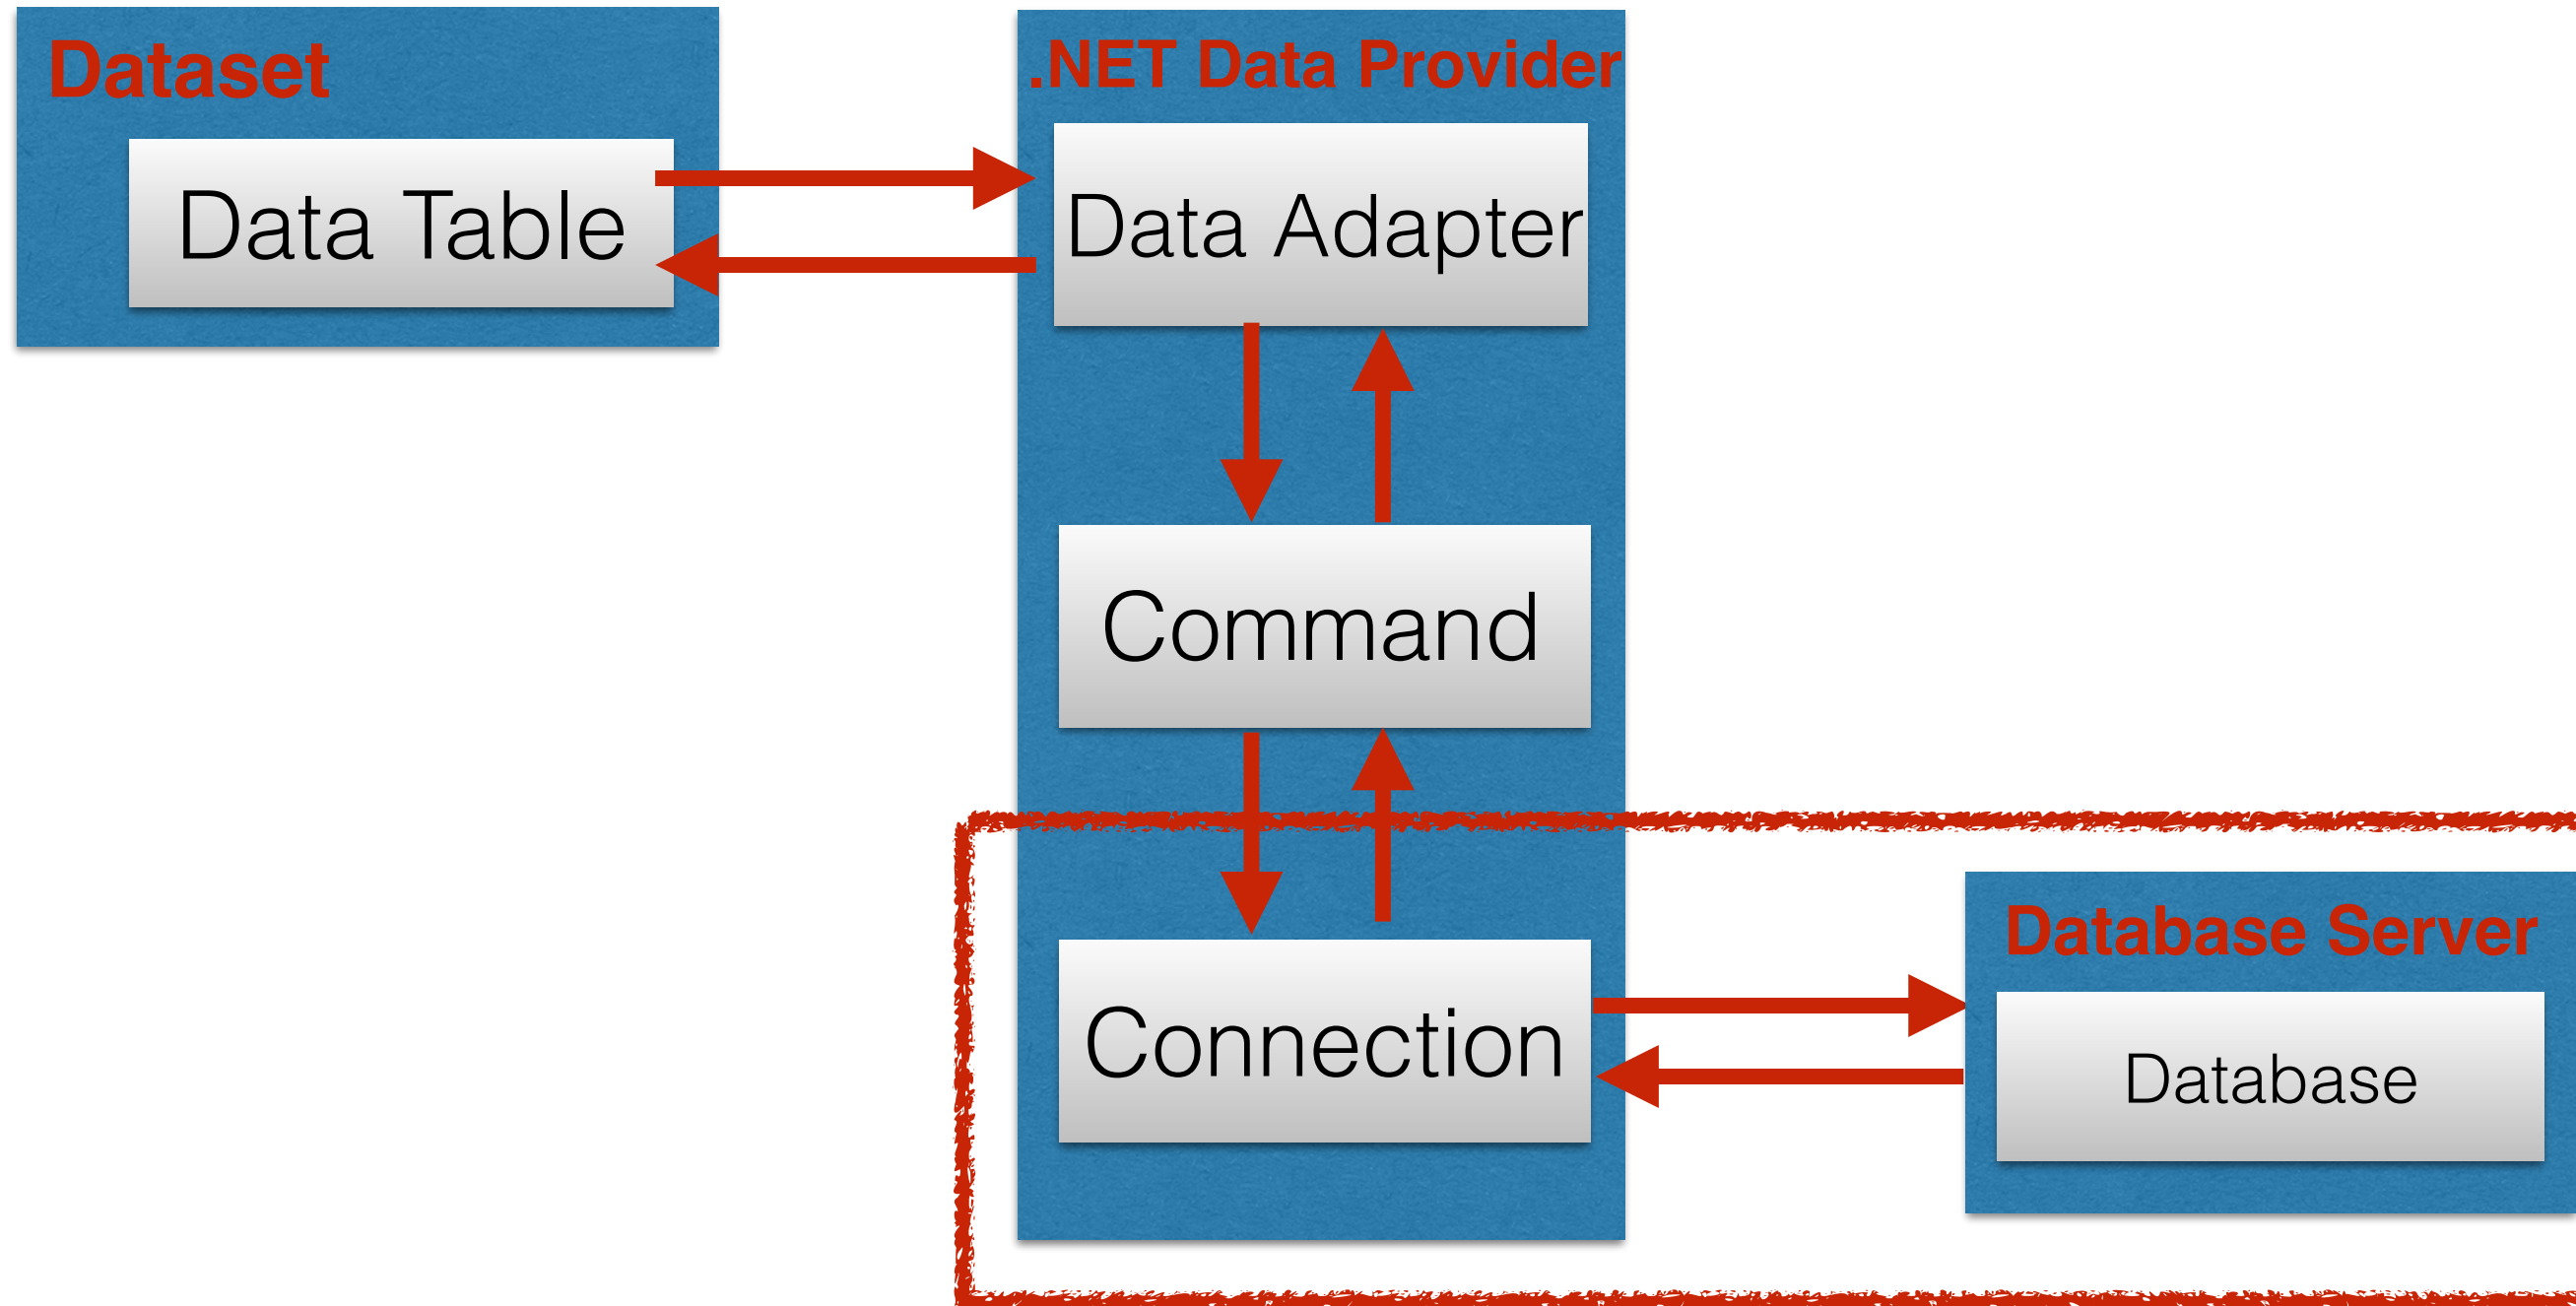 Dataset
Data Table
.NET Data Provider
Data Adapter
Command
Connection
Database Server
Database